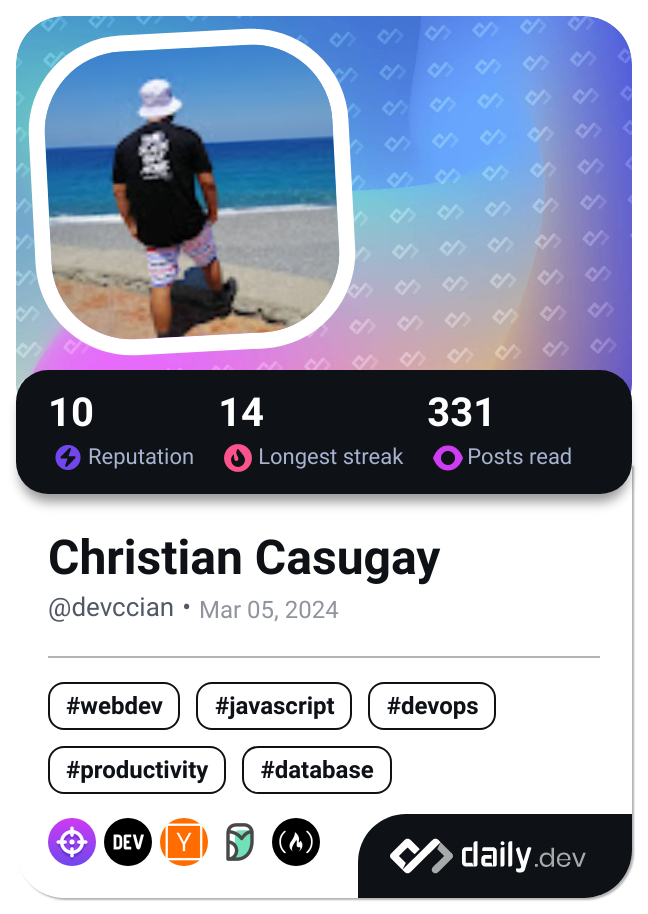 10 14 331
Reputation Longest streak Posts read
Christian Casugay
@devccian • Mar 05, 2024
#webdev #javascript #devops
#productivity #database
DEV Y daily.dev